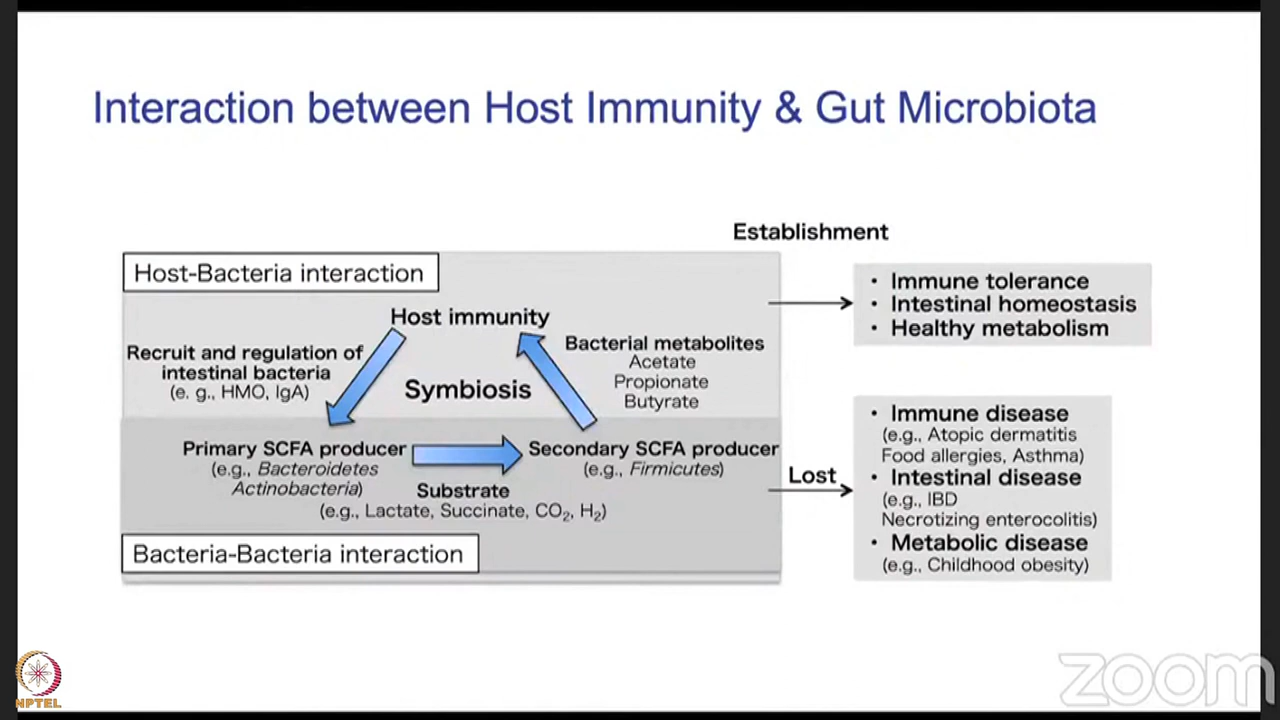 Interaction between Host Immunity & Gut Microbiota
Establishment
Host-Bacteria interaction
Host immunity
Recruit and regulation of
intestinal bacteria
(e. g., HMO, IgA)
Symbiosis
Bacterial metabolites
Acetate
Propionate
Butyrate
Primary SCFA producer
(e.g., Bacteroidetes
Actinobacteria)
Secondary SCFA producer
(e.g., Firmicutes)
Substrate
(e.g., Lactate, Succinate, CO₂, H₂)
Bacteria-Bacteria interaction
• Immune tolerance
• Intestinal homeostasis
• Healthy metabolism
Lost
• Immune disease
(e.g., Atopic dermatitis
Food allergies, Asthma)
• Intestinal disease
(e.g., IBD
Necrotizing enterocolitis)
• Metabolic disease
(e.g., Childhood obesity)
NPTEL
zoom